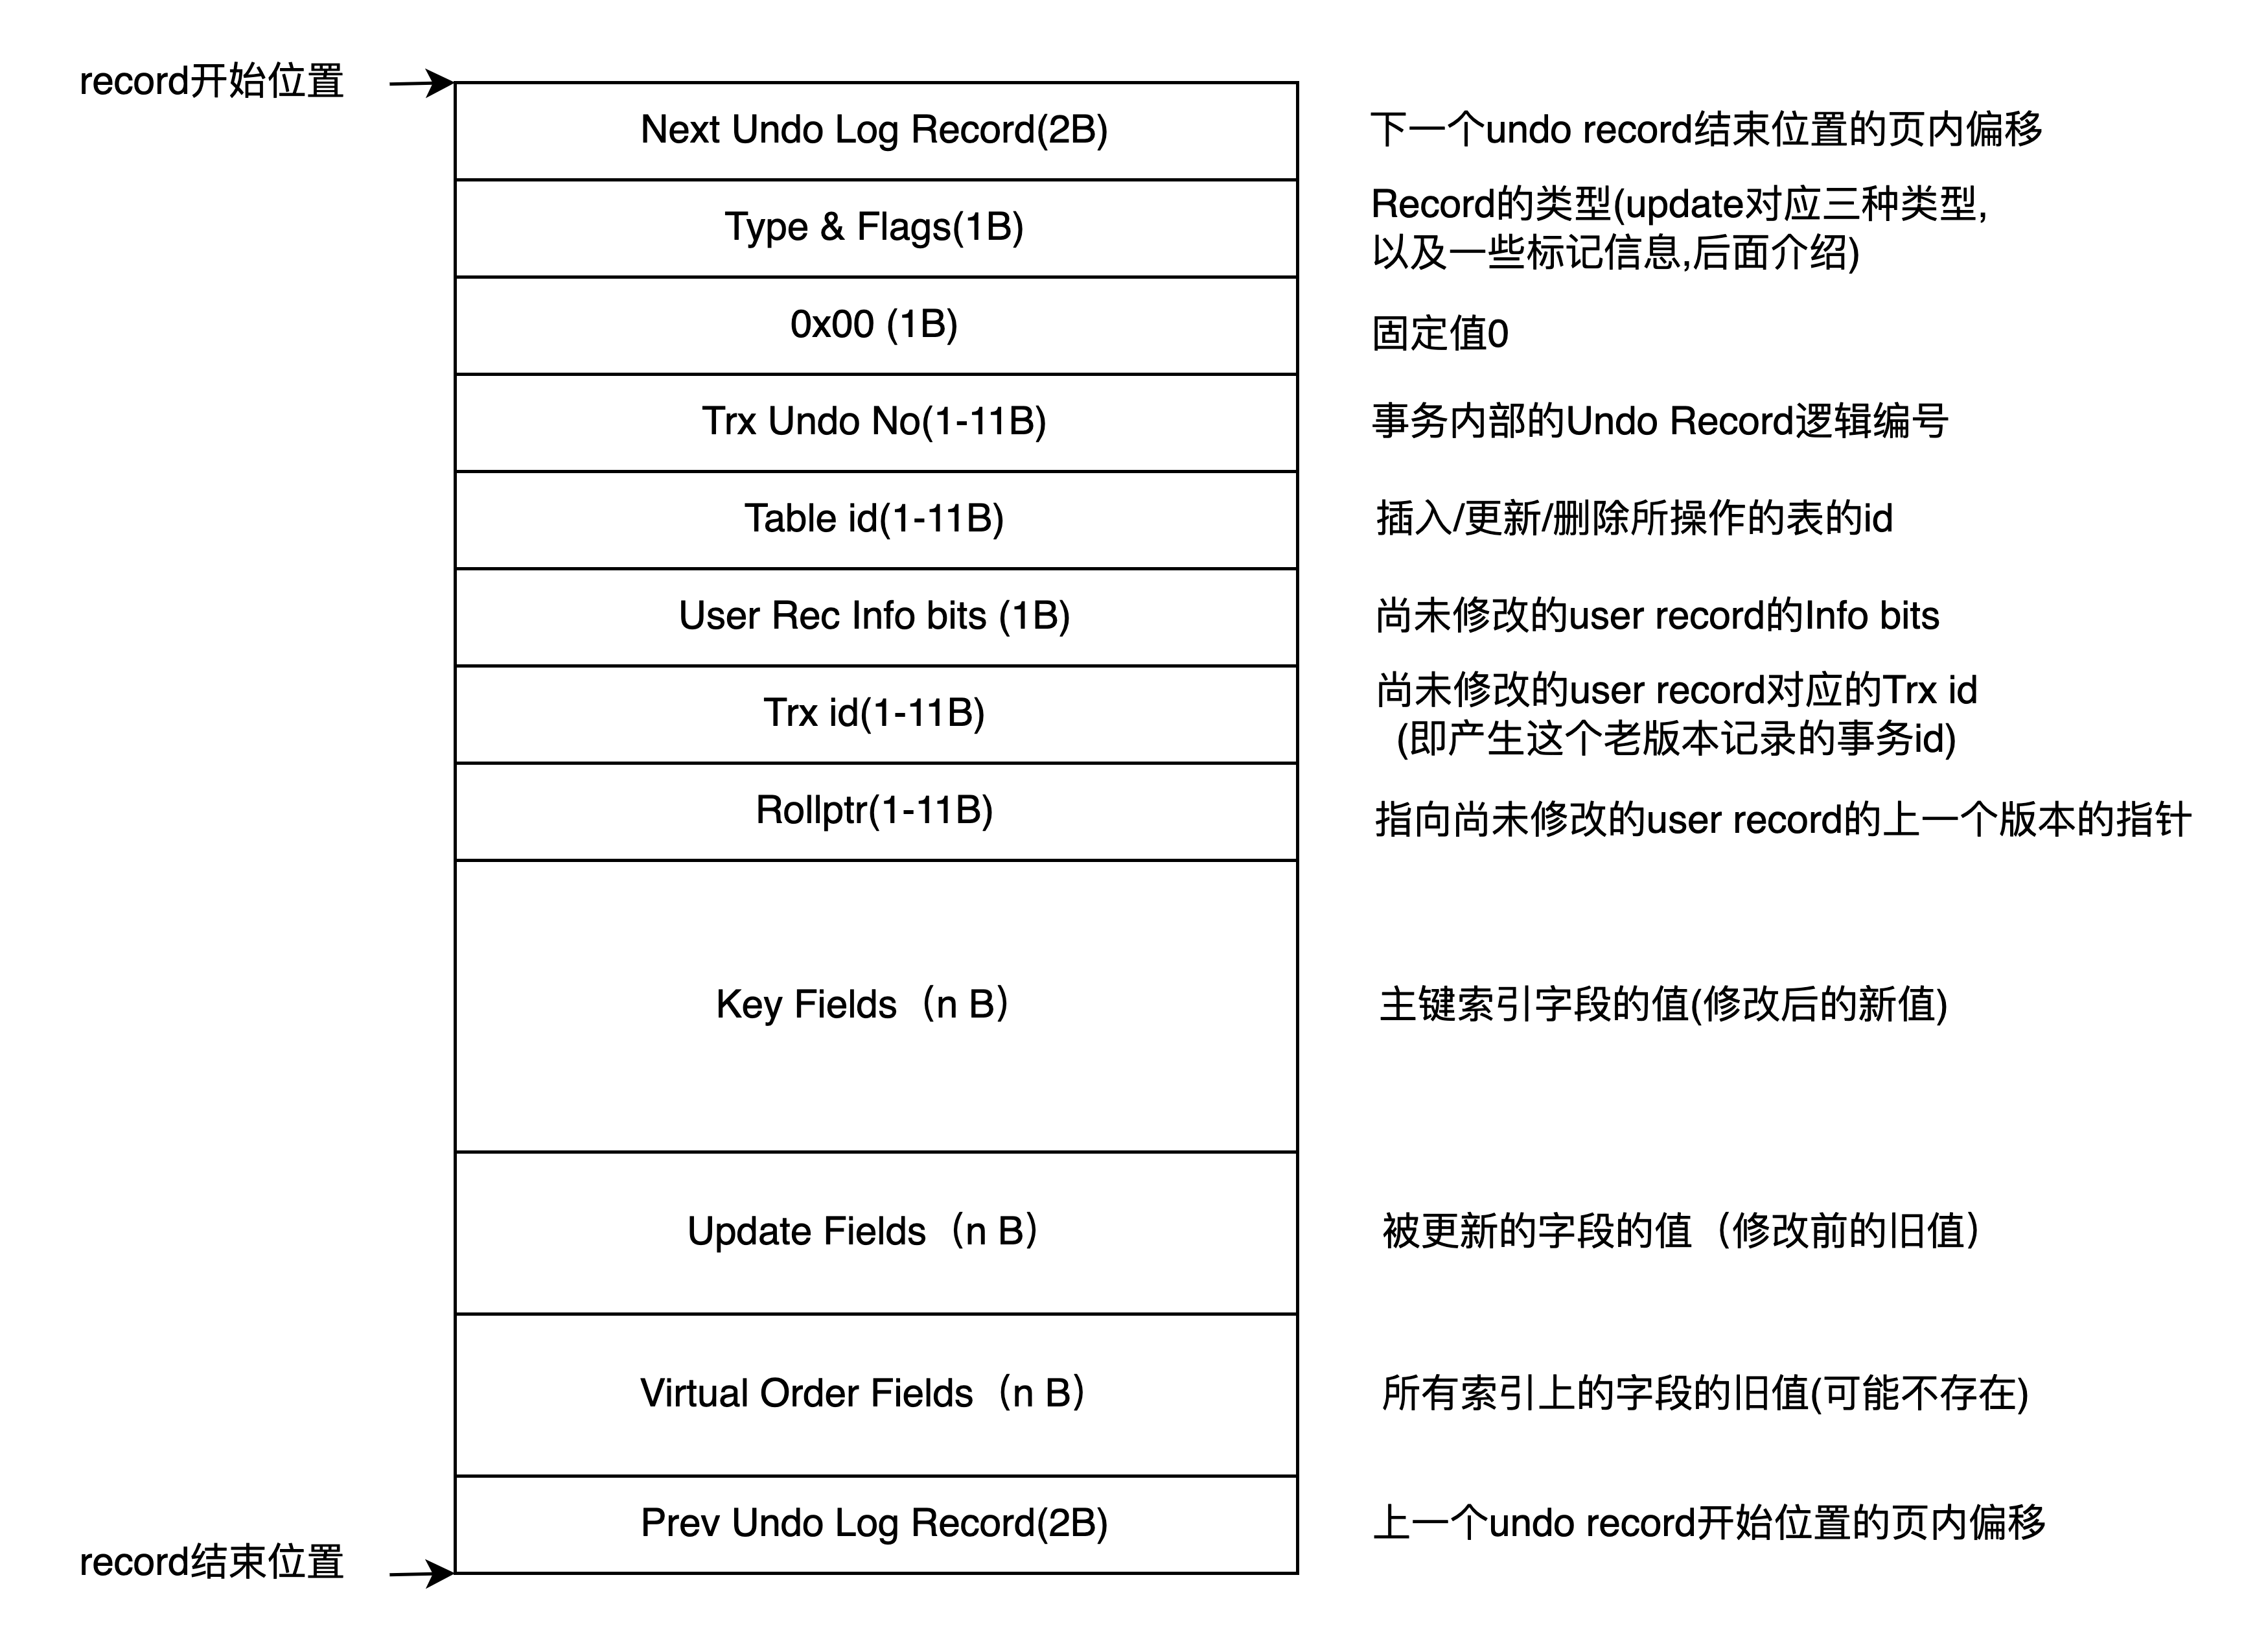 record开始位置
Next Undo Log Record(2B)
下一个undo record结束位置的页内偏移
Type & Flags(1B)
Record的类型(update对应三种类型,
以及一些标记信息,后面介绍)
0x00 (1B)
固定值0
Trx Undo No(1-11B)
事务内部的Undo Record逻辑编号
Table id(1-11B)
插入/更新/删除所操作的表的id
User Rec Info bits (1B)
尚未修改的user record的Info bits
Trx id(1-11B)
尚未修改的user record对应的Trx id
(即产生这个老版本记录的事务id)
Rollptr(1-11B)
指向尚未修改的user record的上一个版本的指针
Key Fields（n B）
主键索引字段的值(修改后的新值)
Update Fields（n B）
被更新的字段的值（修改前的旧值）
Virtual Order Fields（n B）
所有索引上的字段的旧值(可能不存在)
Prev Undo Log Record(2B)
上一个undo record开始位置的页内偏移
record结束位置